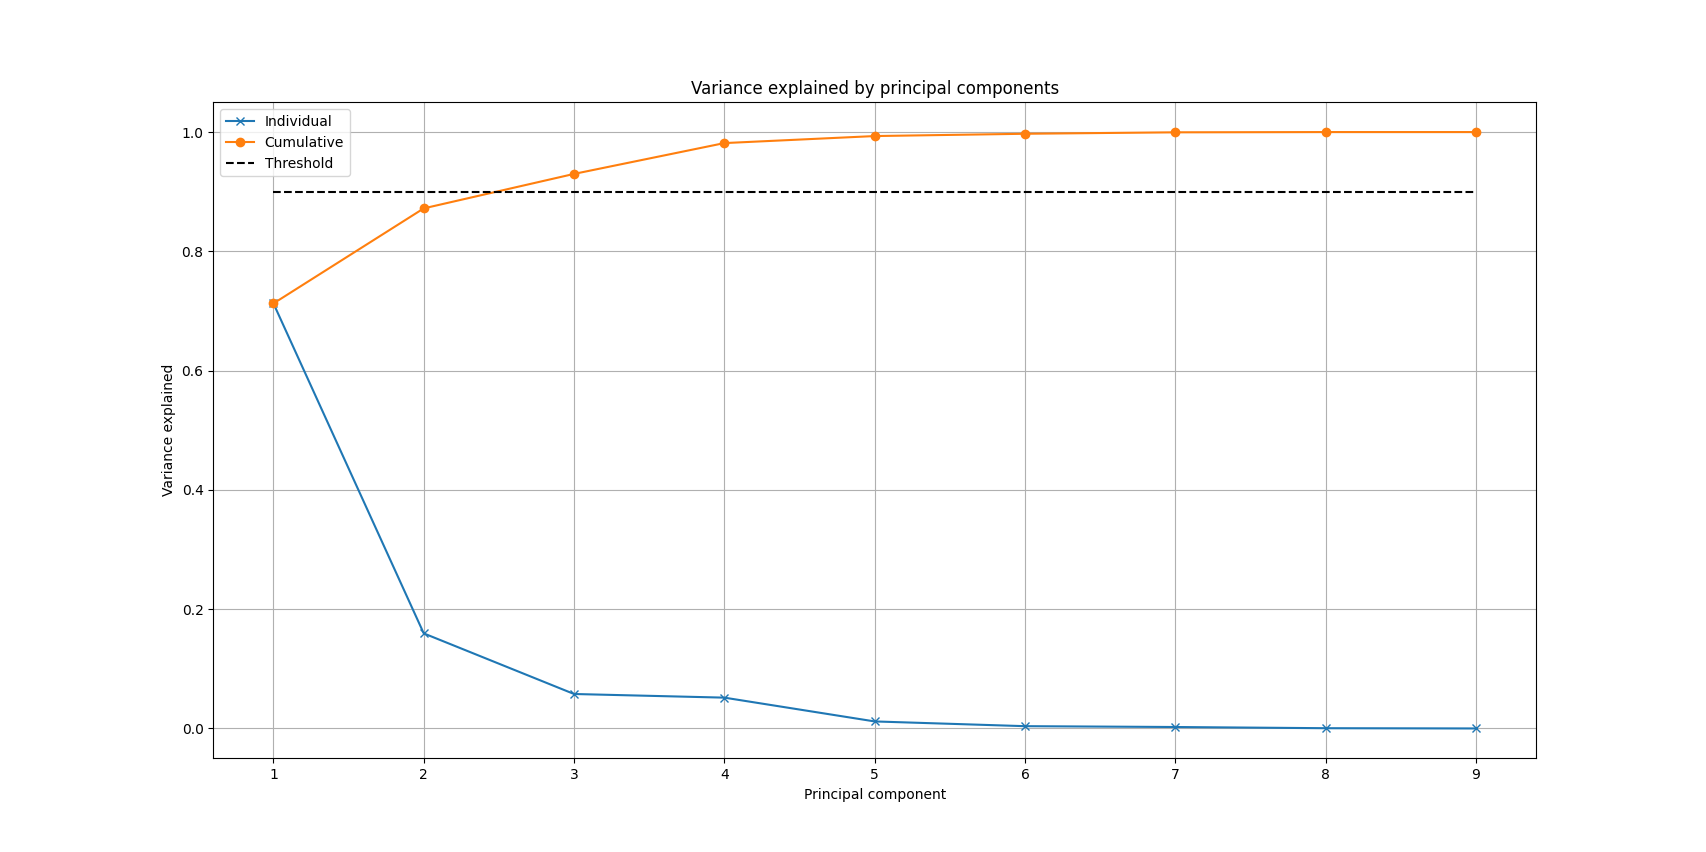 Variance explained by principal components
Individual
Cumulative
Threshold
1.0
0.8
0.6
0.4
0.2
0.0
Variance explained
1 2 3 4 5 6 7 8 9
Principal component